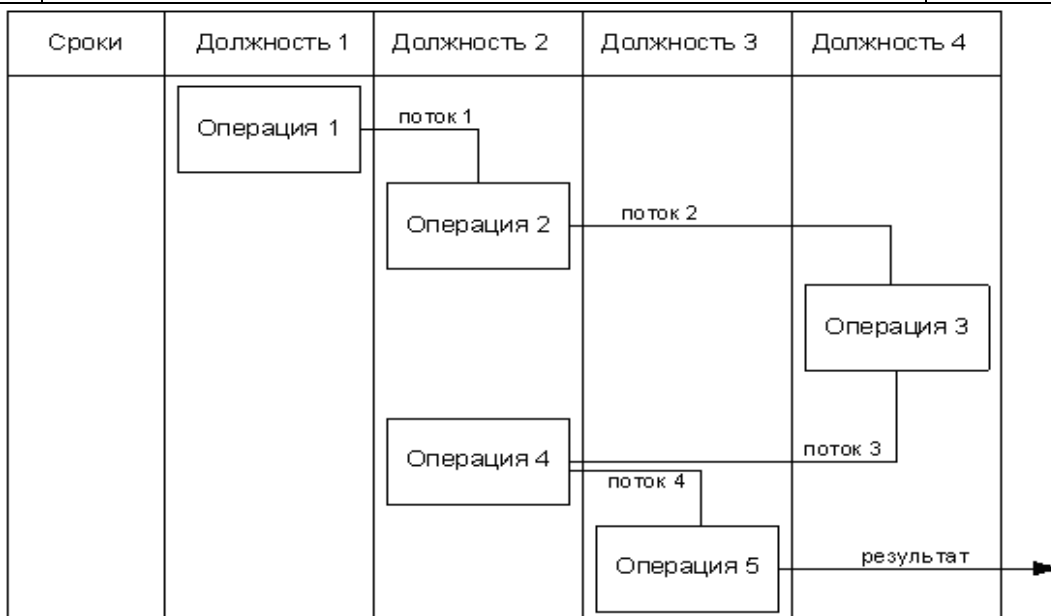 Сроки
Должность 1
Должность 2
Должность 3
Должность 4
Операция 1
поток 1
Операция 2
поток 2
Операция 3
поток 3
Операция 4
поток 4
Операция 5
результат